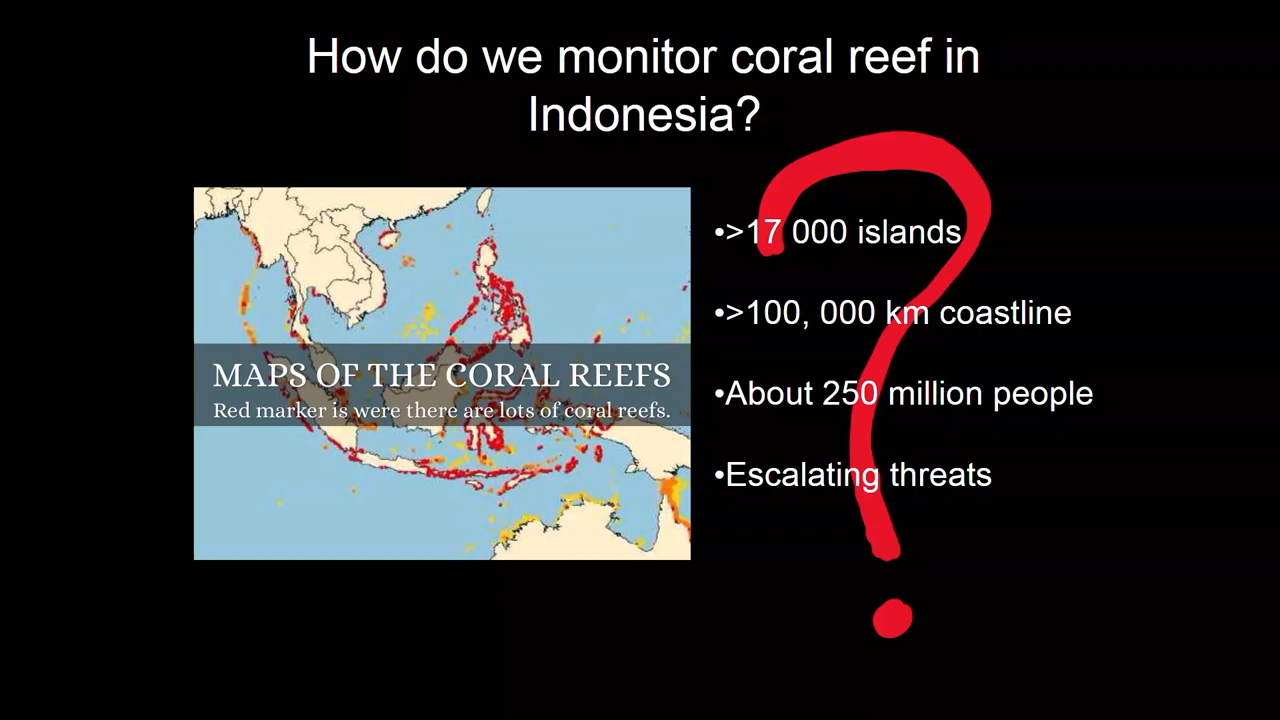 How do we monitor coral reef in
Indonesia?
MAPS OF THE CORAL REEFS
Red marker is were there are lots of coral reefs.
•>17 000 islands
•>100, 000 km coastline
•About 250 million people
•Escalating threats
?